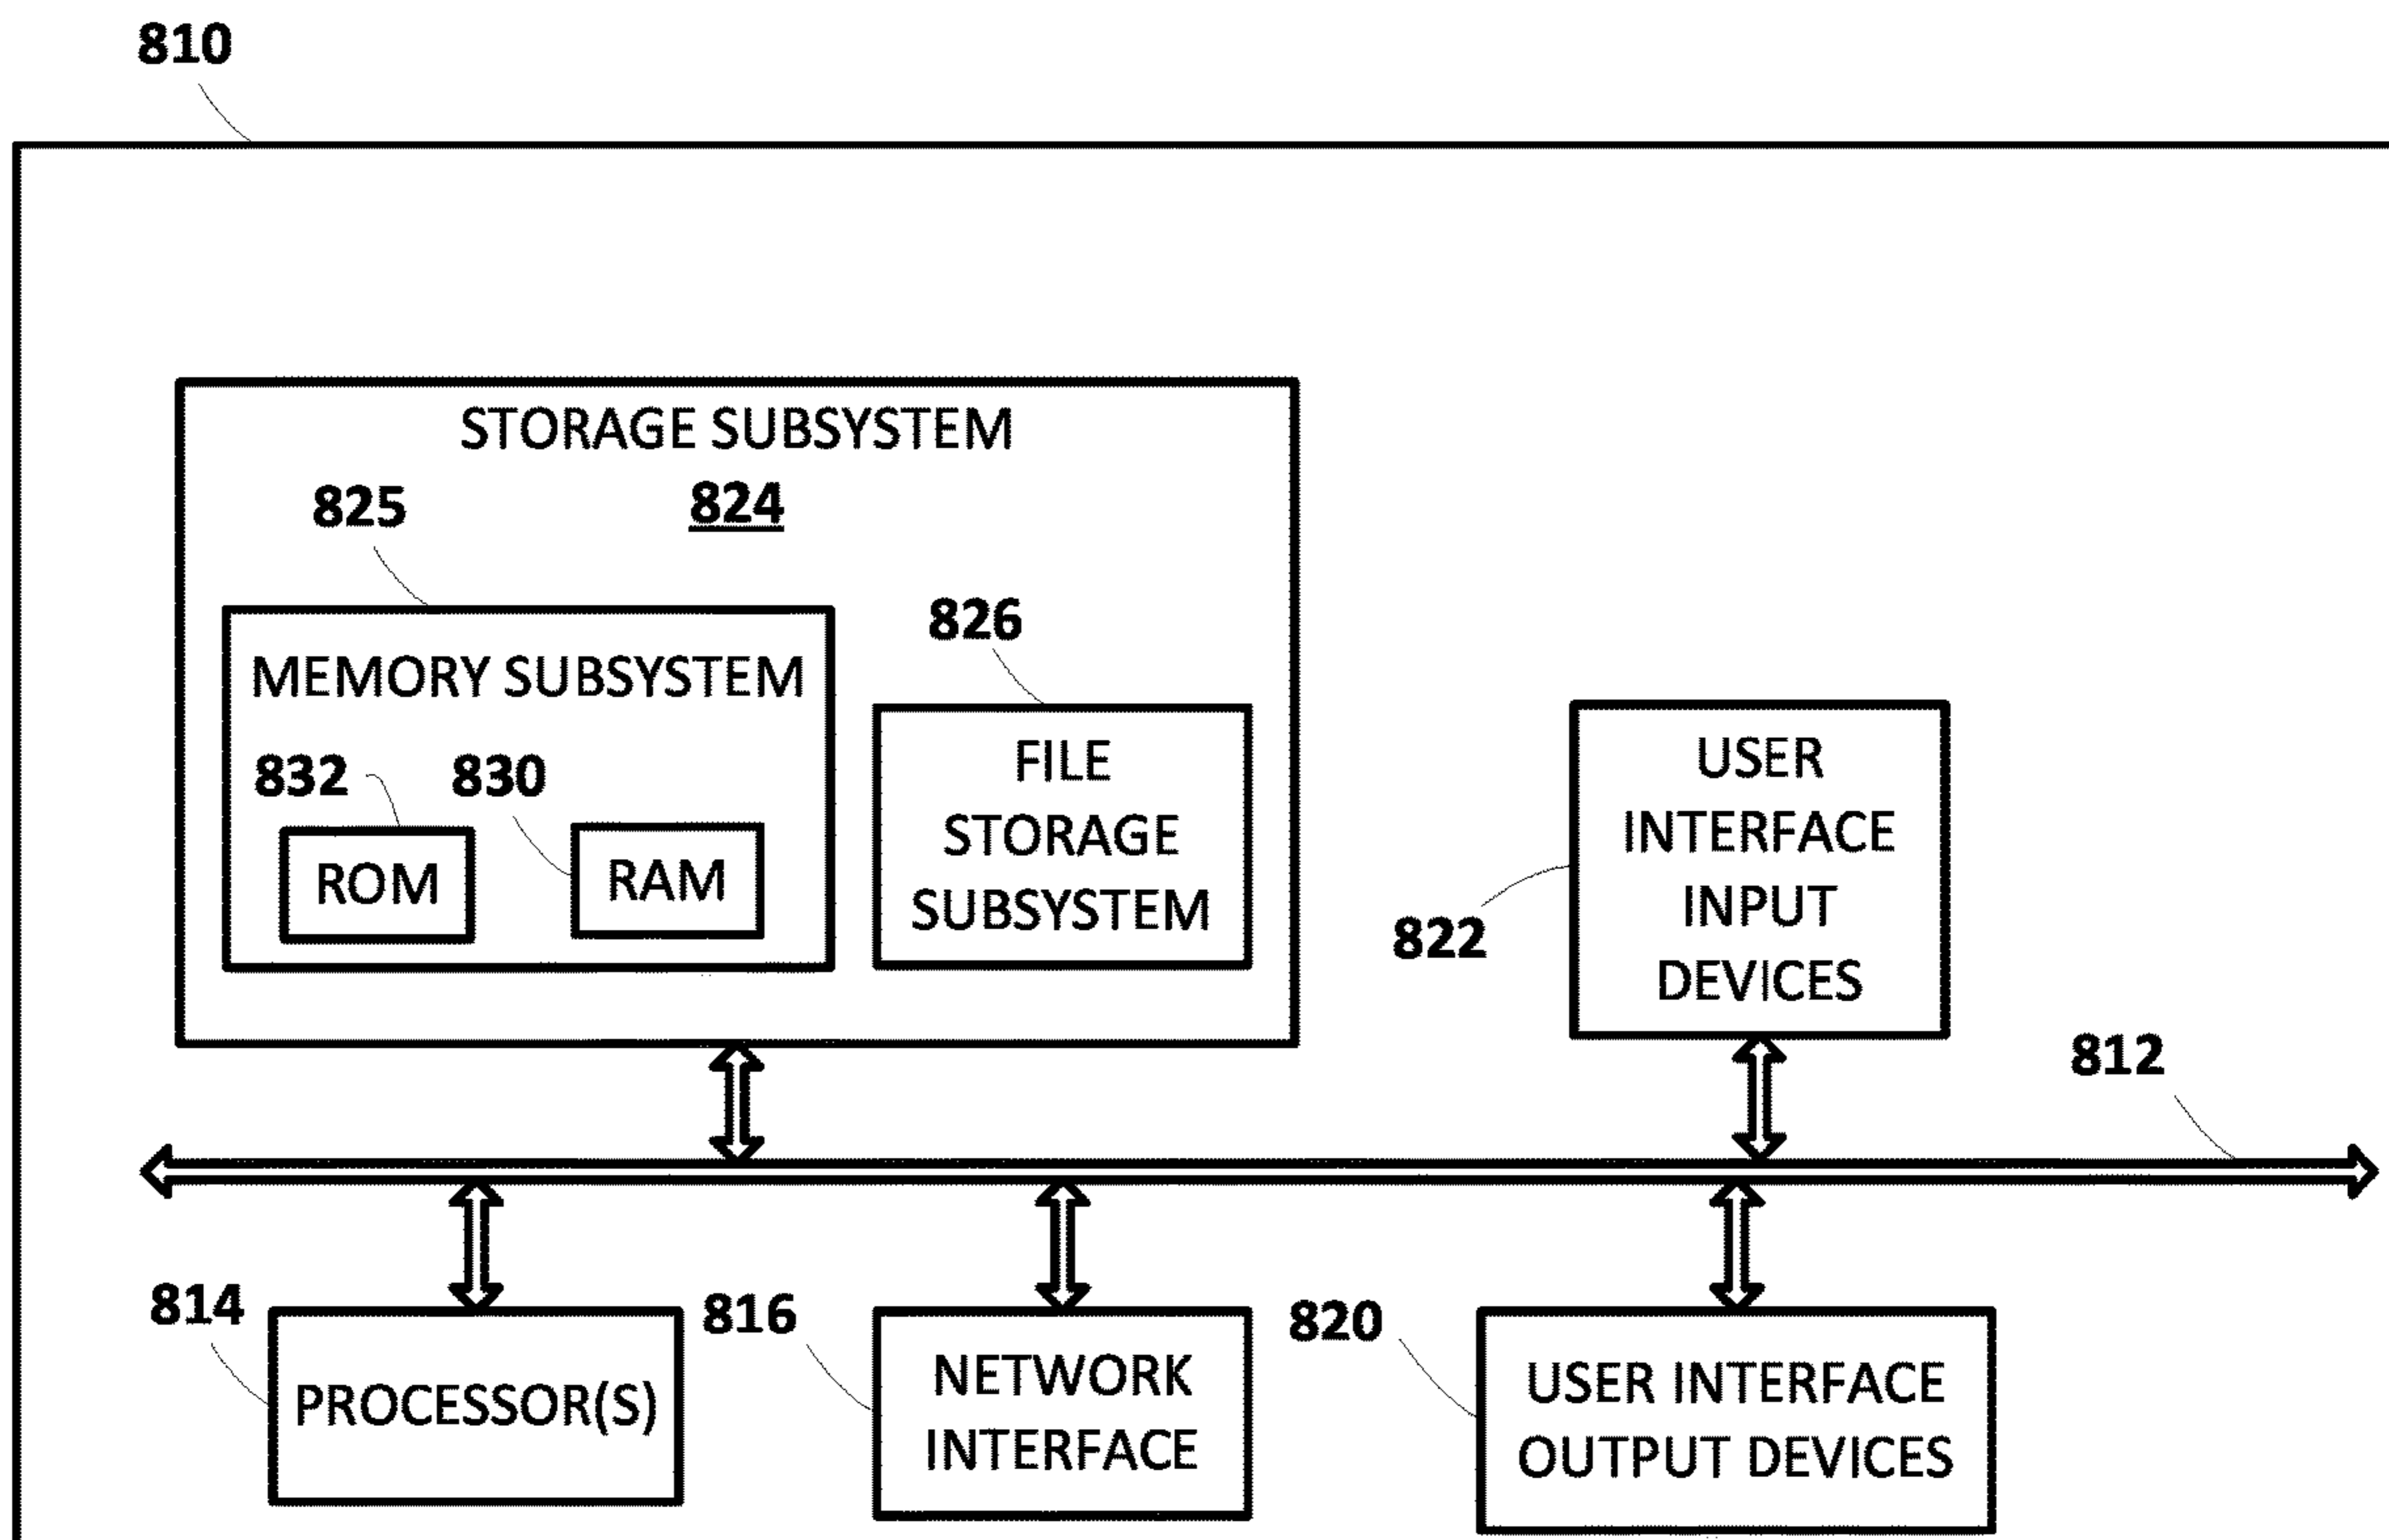 810
STORAGE SUBSYSTEM
824
825
MEMORY SUBSYSTEM
832
830
ROM
RAM
826
FILE
STORAGE
SUBSYSTEM
USER
INTERFACE
INPUT
DEVICES
822
812
814
PROCESSOR(S)
816
NETWORK
INTERFACE
820
USER INTERFACE
OUTPUT DEVICES